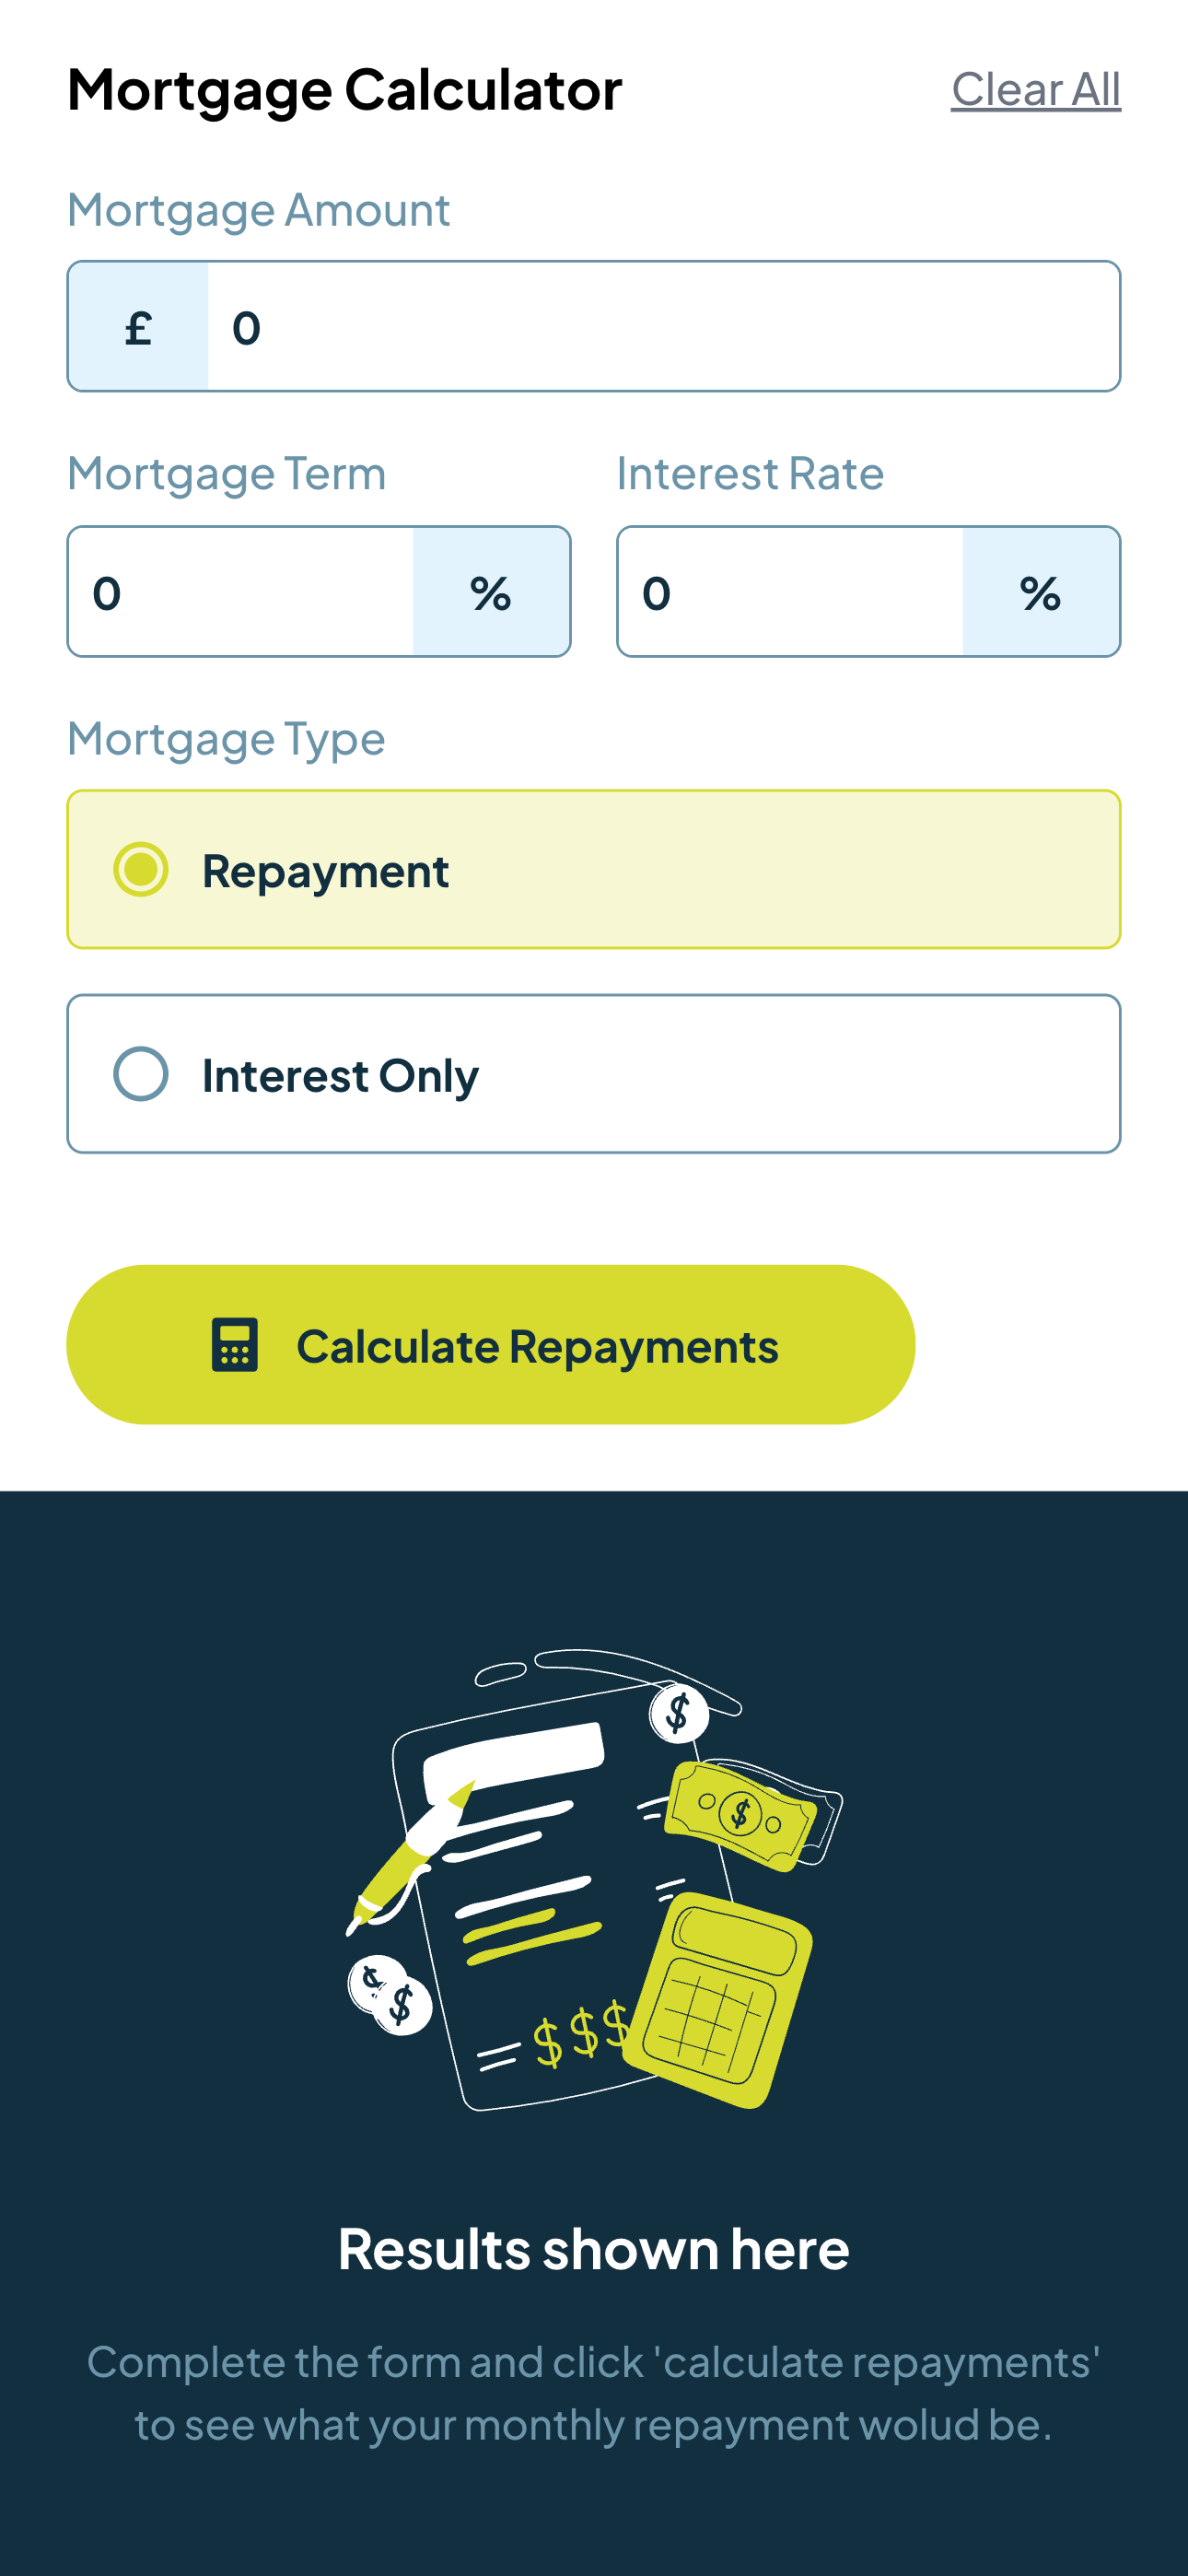 Mortgage Calculator
Clear All
Mortgage Amount
£ 0
Mortgage Term
Interest Rate
0 %
0 %
Mortgage Type
Repayment
Interest Only
Calculate Repayments
$
$
$ $
= $$$
Results shown here
Complete the form and click 'calculate repayments'
to see what your monthly repayment wolud be.